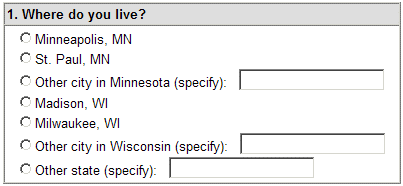 1. Where do you live?
Minneapolis, MN
St. Paul, MN
Other city in Minnesota (specify):
Madison, WI
Milwaukee, WI
Other city in Wisconsin (specify):
Other state (specify):